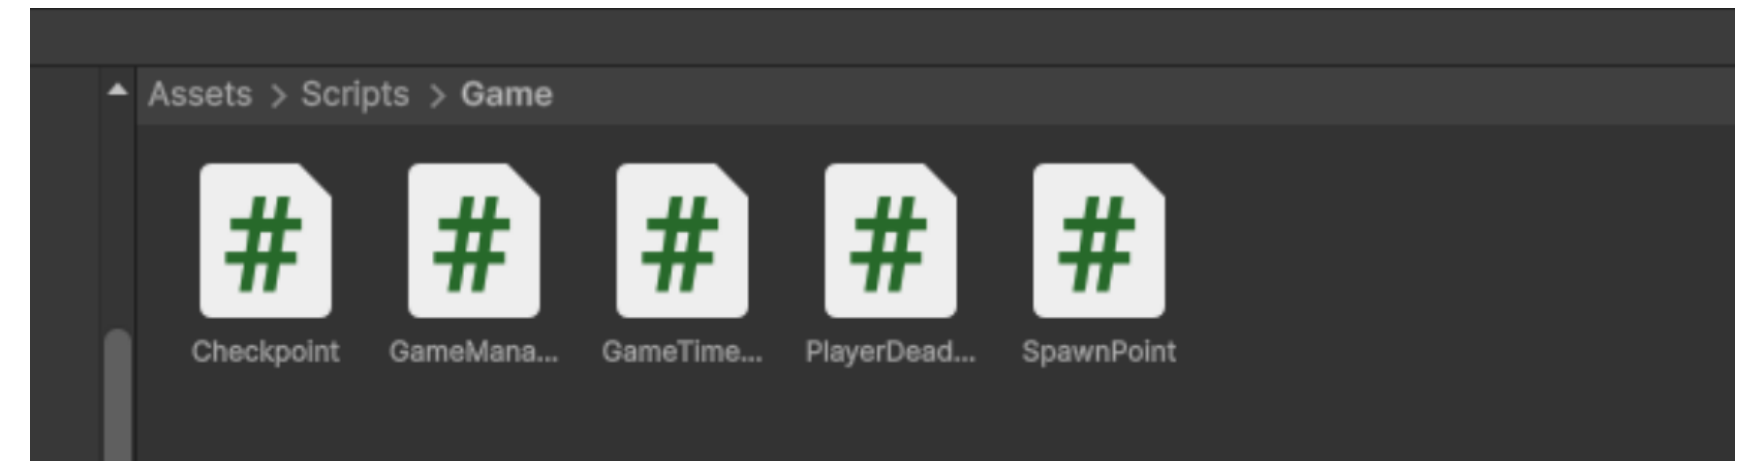 Assets > Scripts > Game
# # # # #
Checkpoint GameMana... GameTime... PlayerDead... SpawnPoint